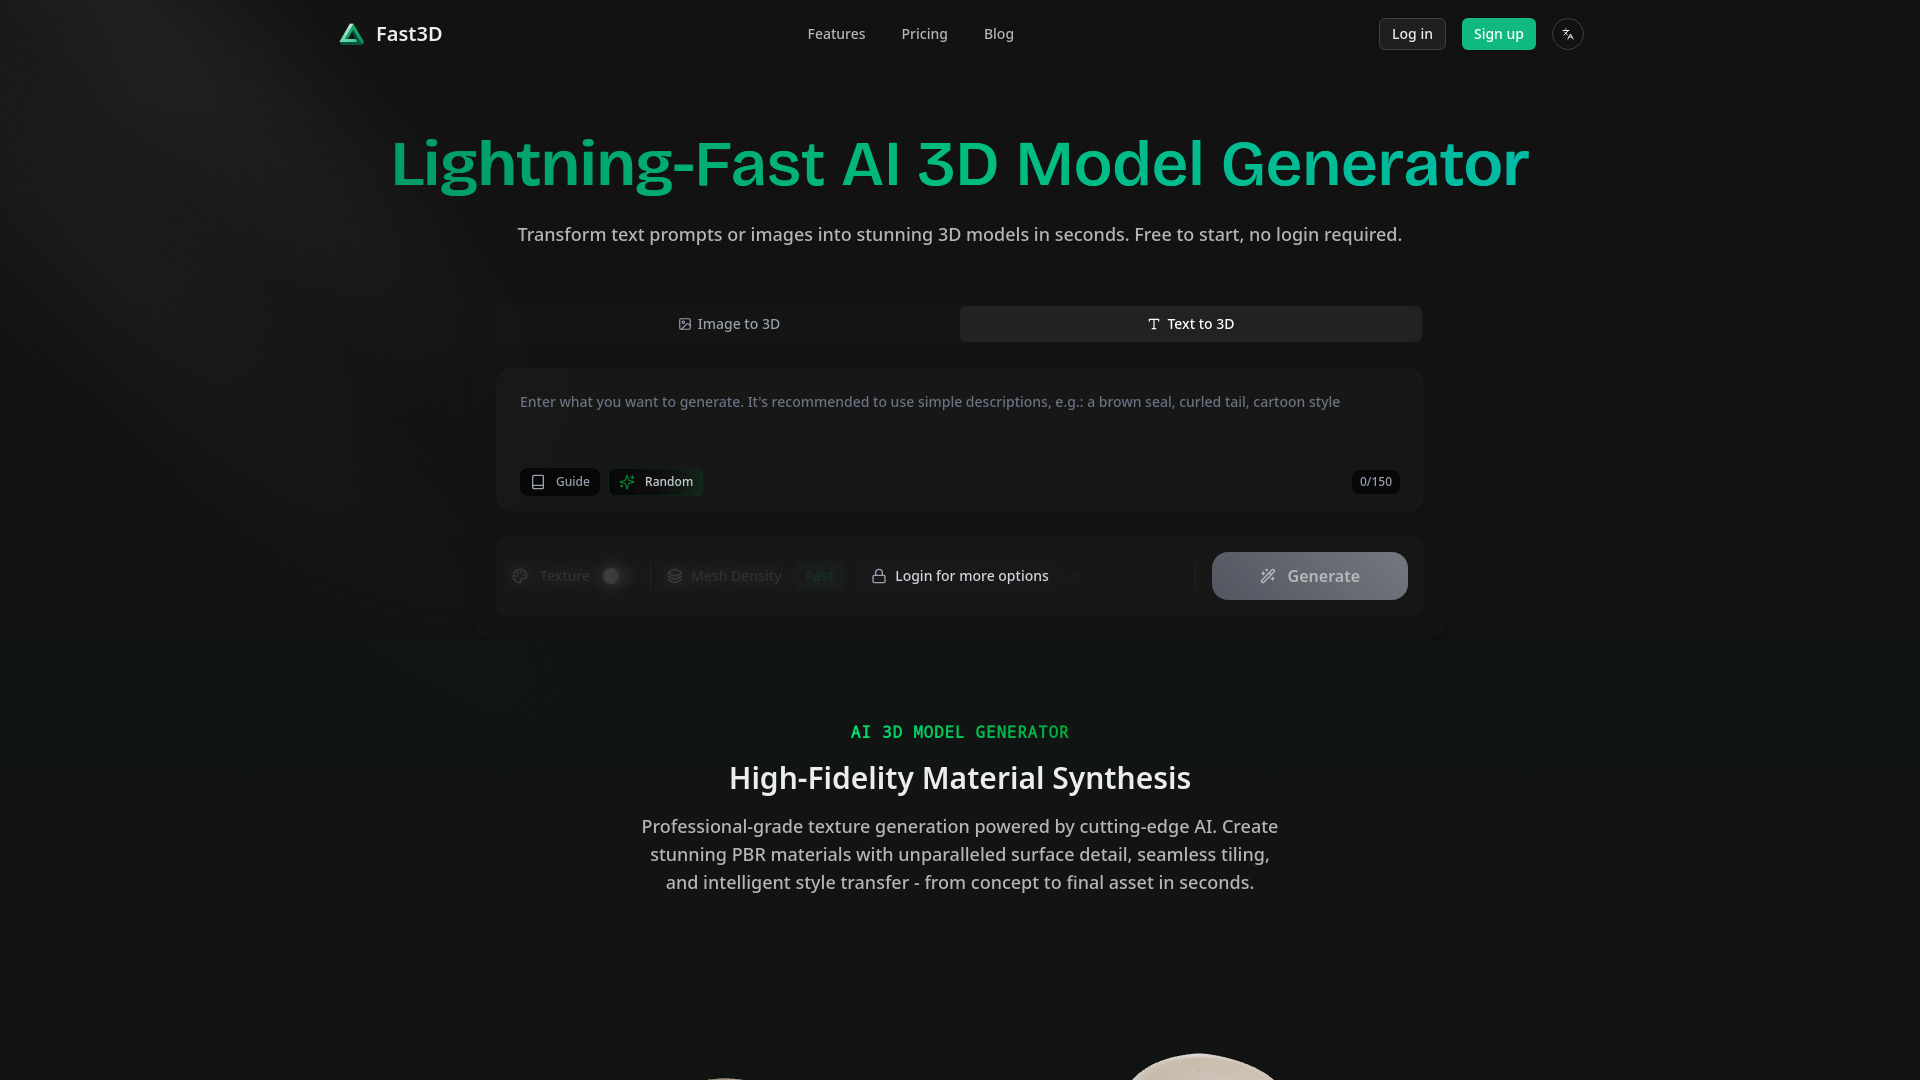 Fast3D
Features
Pricing
Blog
Log in
Sign up
Lightning-Fast AI 3D Model Generator
Transform text prompts or images into stunning 3D models in seconds. Free to start, no login required.
Image to 3D
Text to 3D
Enter what you want to generate. It's recommended to use simple descriptions, e.g.: a brown seal, curled tail, cartoon style
Guide
Random
0/150
Texture
Mesh Density
Fast
Login for more options
Generate
AI 3D MODEL GENERATOR
High-Fidelity Material Synthesis
Professional-grade texture generation powered by cutting-edge AI. Create
stunning PBR materials with unparalleled surface detail, seamless tiling,
and intelligent style transfer - from concept to final asset in seconds.